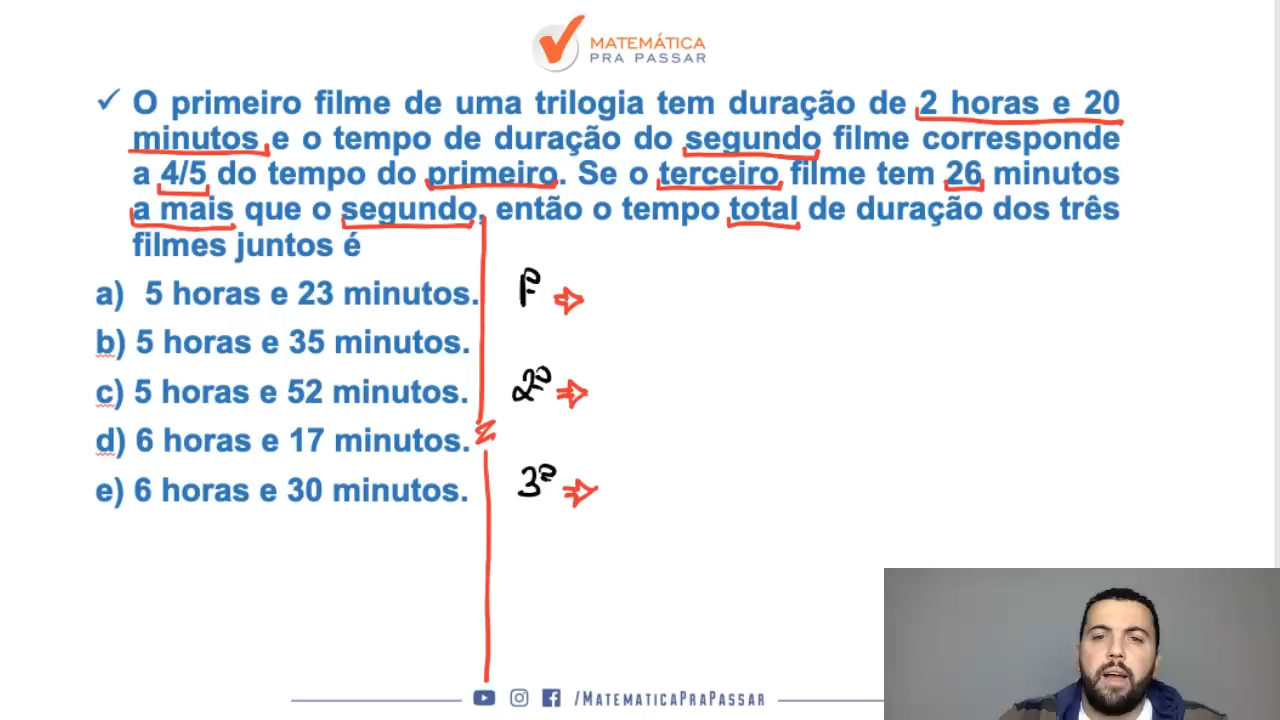 MATEMÁTICA
PRA PASSAR
✓ O primeiro filme de uma trilogia tem duração de 2 horas e 20
minutos e o tempo de duração do segundo filme corresponde
a 4/5 do tempo do primeiro. Se o terceiro filme tem 26 minutos
a mais que o segundo, então o tempo total de duração dos três
filmes juntos é
a) 5 horas e 23 minutos.
b) 5 horas e 35 minutos.
c) 5 horas e 52 minutos.
d) 6 horas e 17 minutos.
e) 6 horas e 30 minutos.
1º ⇒
2º ⇒
3º ⇒
/MATEMATICAPRAPASSAR